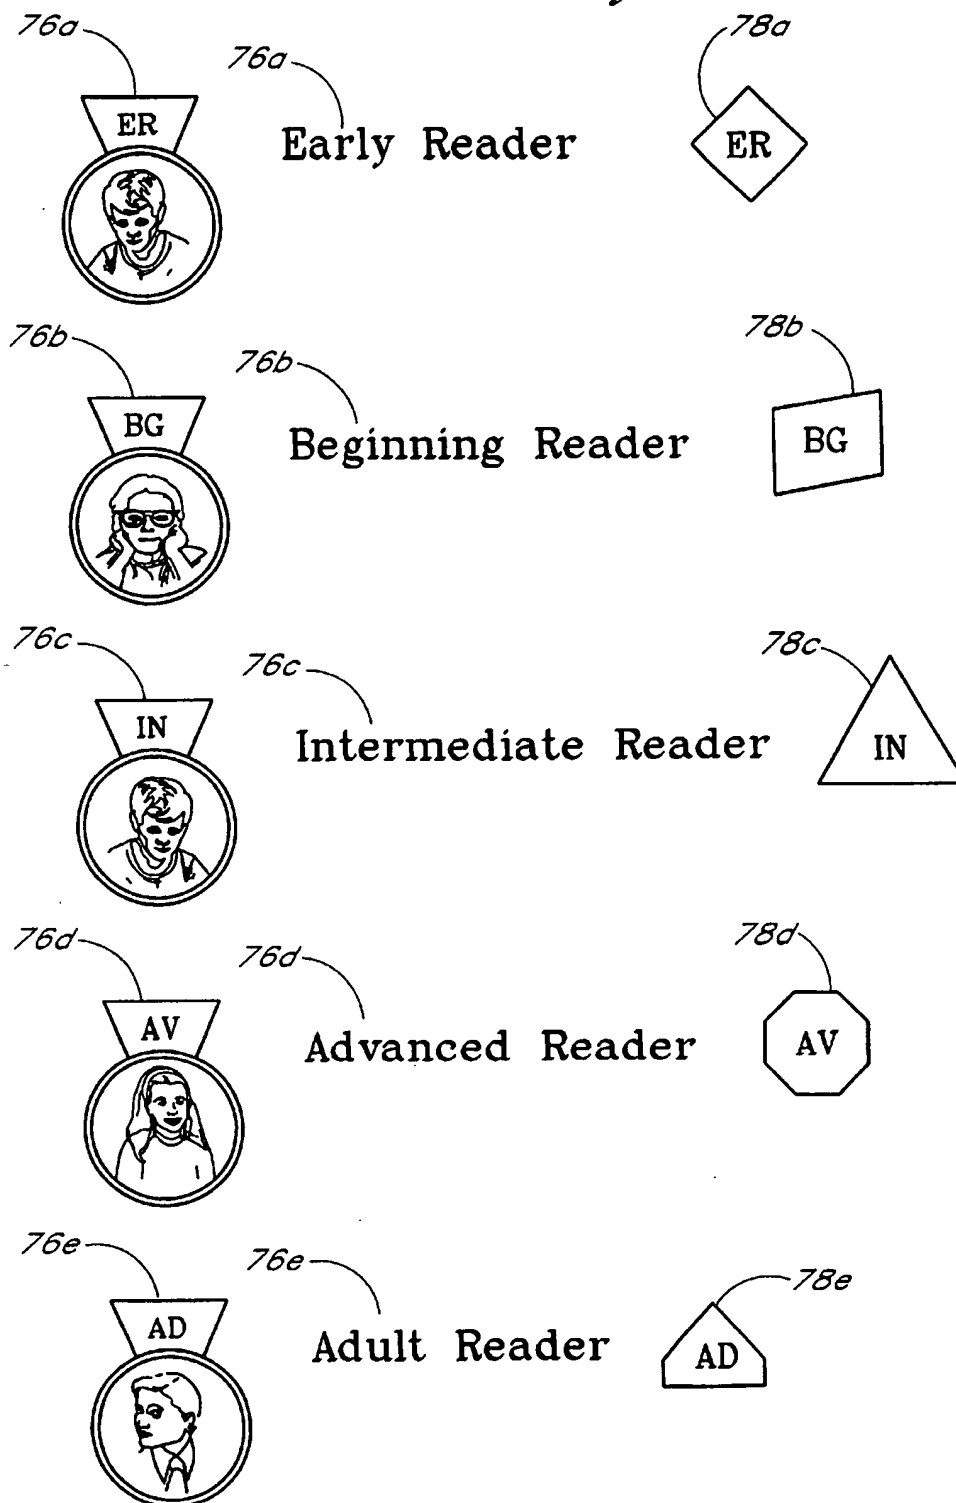 76a 76a 78a
ER Early Reader ER
76b 76b 78b
BG Beginning Reader BG
76c 76c 78c
IN Intermediate Reader IN
76d 76d 78d
AV Advanced Reader AV
76e 76e 78e
AD Adult Reader AD